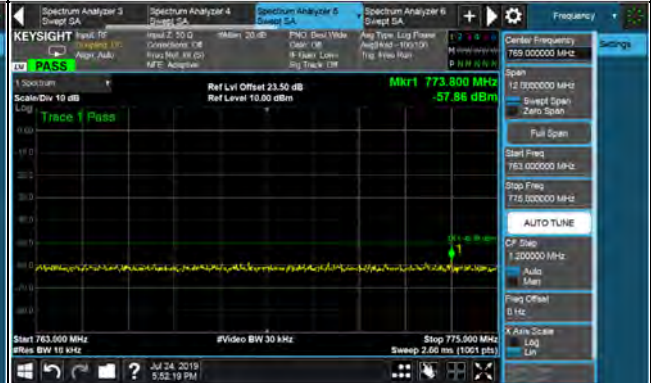 Spectrum Analyzer 3
Swept SA
Spectrum Analyzer 4
Swept SA
Spectrum Analyzer 5
Swept SA
Spectrum Analyzer 6
Swept SA
Frequency
KEYSIGHT
Input: RF
Align: Auto
Input Z: 50 Ω
Corrections: Off
Freq Ref: Int (S)
NFE: Adaptive
#Atten: 20 dB
PNO: Best Wide
Gate: Off
IF Gain: Low
Sig Track: Off
Avg Type: Log Power
Avg|Hold: >100/100
Trig: Free Run
PASS
1 Spectrum
Scale/Div 10 dB
Ref Lvl Offset 23.50 dB
Ref Level 10.00 dBm
Mkr1 773.800 MHz
-57.86 dBm
Log
Trace 1 Pass
1
Start 763.000 MHz
#Res BW 10 kHz
#Video BW 30 kHz
Stop 775.000 MHz
Sweep 2.00 ms (1001 pts)
Jul 24, 2019
5:52:19 PM
Center Frequency
769.000000 MHz
Settings
Span
12.0000000 MHz
Swept Span
Zero Span
Full Span
Start Freq
763.000000 MHz
Stop Freq
775.000000 MHz
AUTO TUNE
CF Step
1.200000 MHz
Auto
Man
Freq Offset
0 Hz
X Axis Scale
Log
Lin